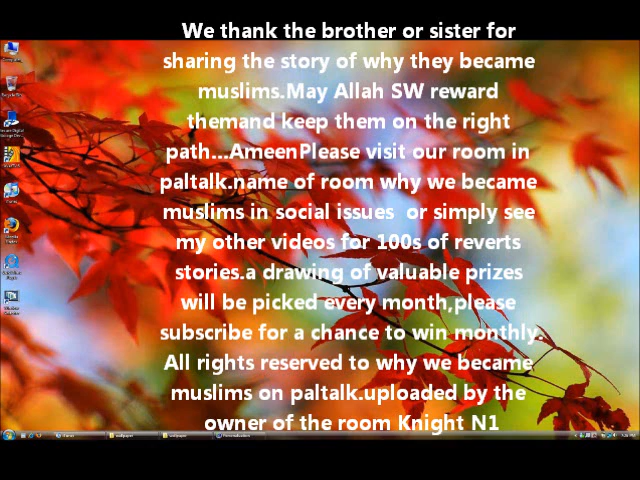 We thank the brother or sister for
sharing the story of why they became
muslims.May Allah SW reward
themand keep them on the right
path...AmeenPlease visit our room in
paltalk.name of room why we became
muslims in social issues  or simply see
my other videos for 100s of reverts
stories.a drawing of valuable prizes
will be picked every month,please
subscribe for a chance to win monthly.
All rights reserved to why we became
muslims on paltalk.uploaded by the
owner of the room Knight N1
Computer
Recycle Bin